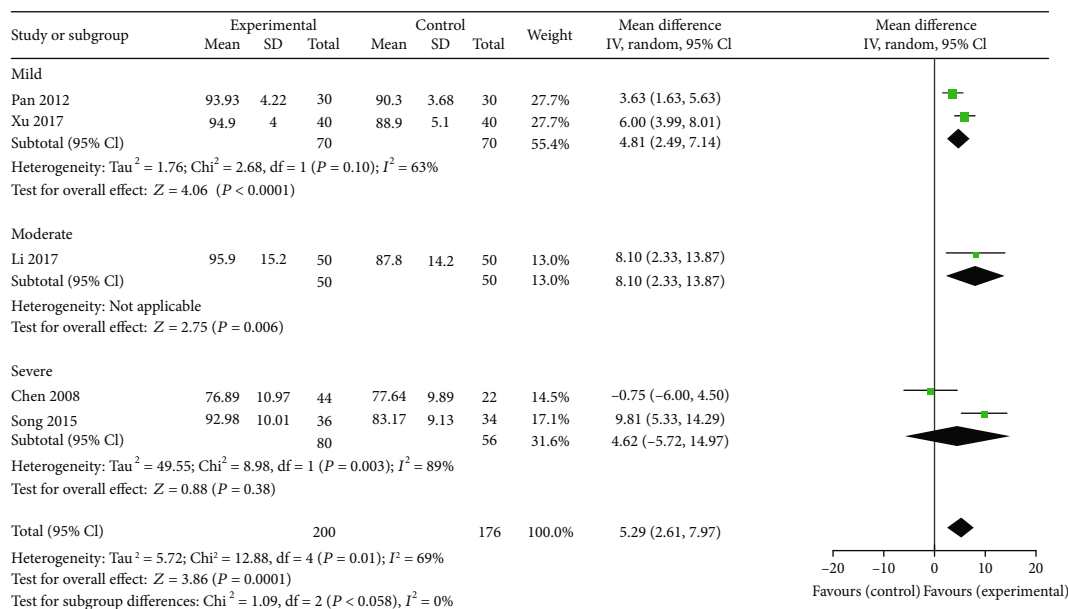 Study or subgroup Experimental Control Weight Mean difference Mean difference
Mean SD Total Mean SD Total IV, random, 95% Cl IV, random, 95% Cl
Mild
Pan 2012 93.93 4.22 30 90.3 3.68 30 27.7% 3.63 (1.63, 5.63)
Xu 2017 94.9 4 40 88.9 5.1 40 27.7% 6.00 (3.99, 8.01)
Subtotal (95% Cl) 70 70 55.4% 4.81 (2.49, 7.14)
Heterogeneity: Tau² = 1.76; Chi² = 2.68, df = 1 (P = 0.10); I² = 63%
Test for overall effect: Z = 4.06 (P < 0.0001)
Moderate
Li 2017 95.9 15.2 50 87.8 14.2 50 13.0% 8.10 (2.33, 13.87)
Subtotal (95% Cl) 50 50 13.0% 8.10 (2.33, 13.87)
Heterogeneity: Not applicable
Test for overall effect: Z = 2.75 (P = 0.006)
Severe
Chen 2008 76.89 10.97 44 77.64 9.89 22 14.5% −0.75 (−6.00, 4.50)
Song 2015 92.98 10.01 36 83.17 9.13 34 17.1% 9.81 (5.33, 14.29)
Subtotal (95% Cl) 80 56 31.6% 4.62 (−5.72, 14.97)
Heterogeneity: Tau² = 49.55; Chi² = 8.98, df = 1 (P = 0.003); I² = 89%
Test for overall effect: Z = 0.88 (P = 0.38)
Total (95% Cl) 200 176 100.0% 5.29 (2.61, 7.97)
Heterogeneity: Tau² = 5.72; Chi² = 12.88, df = 4 (P = 0.01); I² = 69%
Test for overall effect: Z = 3.86 (P = 0.0001)
Test for subgroup differences: Chi² = 1.09, df = 2 (P < 0.058), I² = 0%
−20 −10 0 10 20
Favours (control) Favours (experimental)